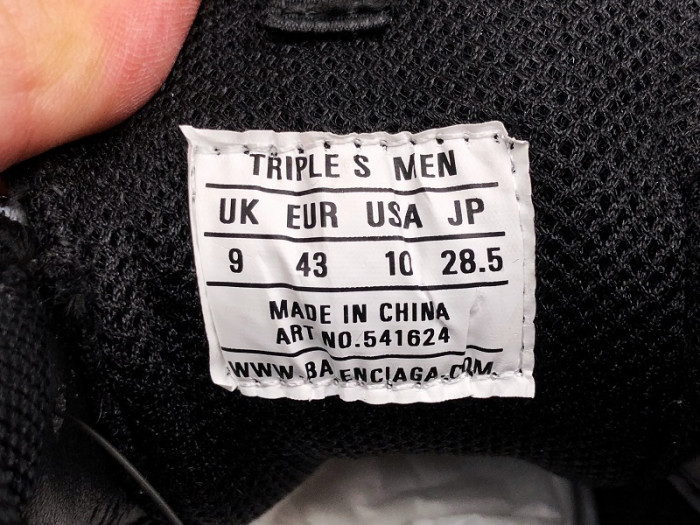 TRIPLE S MEN
UK EUR USA JP
9 43 10 28.5
MADE IN CHINA
ART NO.541624
WWW.BALENCIAGA.COM